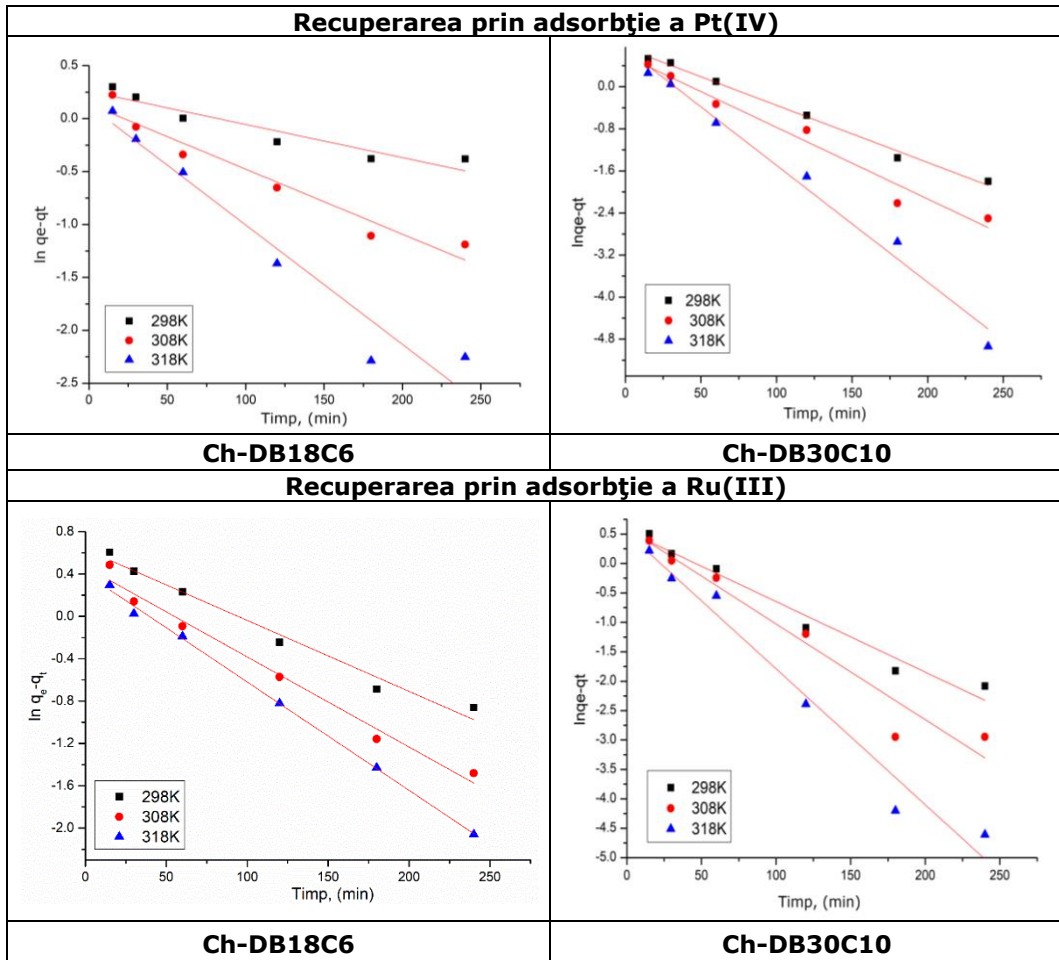 Recuperarea prin adsorbţie a Pt(IV)
0.5
0.0
-0.5
-1.0
-1.5
-2.0
-2.5
ln qe-qt
298K
308K
318K
0 50 100 150 200 250
Timp, (min)
0.0
-0.8
-1.6
-2.4
-3.2
-4.0
-4.8
lnqe-qt
298K
308K
318K
0 50 100 150 200 250
Timp, (min)
Ch-DB18C6 Ch-DB30C10
Recuperarea prin adsorbţie a Ru(III)
0.8
0.4
0.0
-0.4
-0.8
-1.2
-1.6
-2.0
ln qe-qt
298K
308K
318K
0 50 100 150 200 250
Timp, (min)
0.5
0.0
-0.5
-1.0
-1.5
-2.0
-2.5
-3.0
-3.5
-4.0
-4.5
-5.0
lnqe-qt
298K
308K
318K
0 50 100 150 200 250
Timp, (min)
Ch-DB18C6 Ch-DB30C10